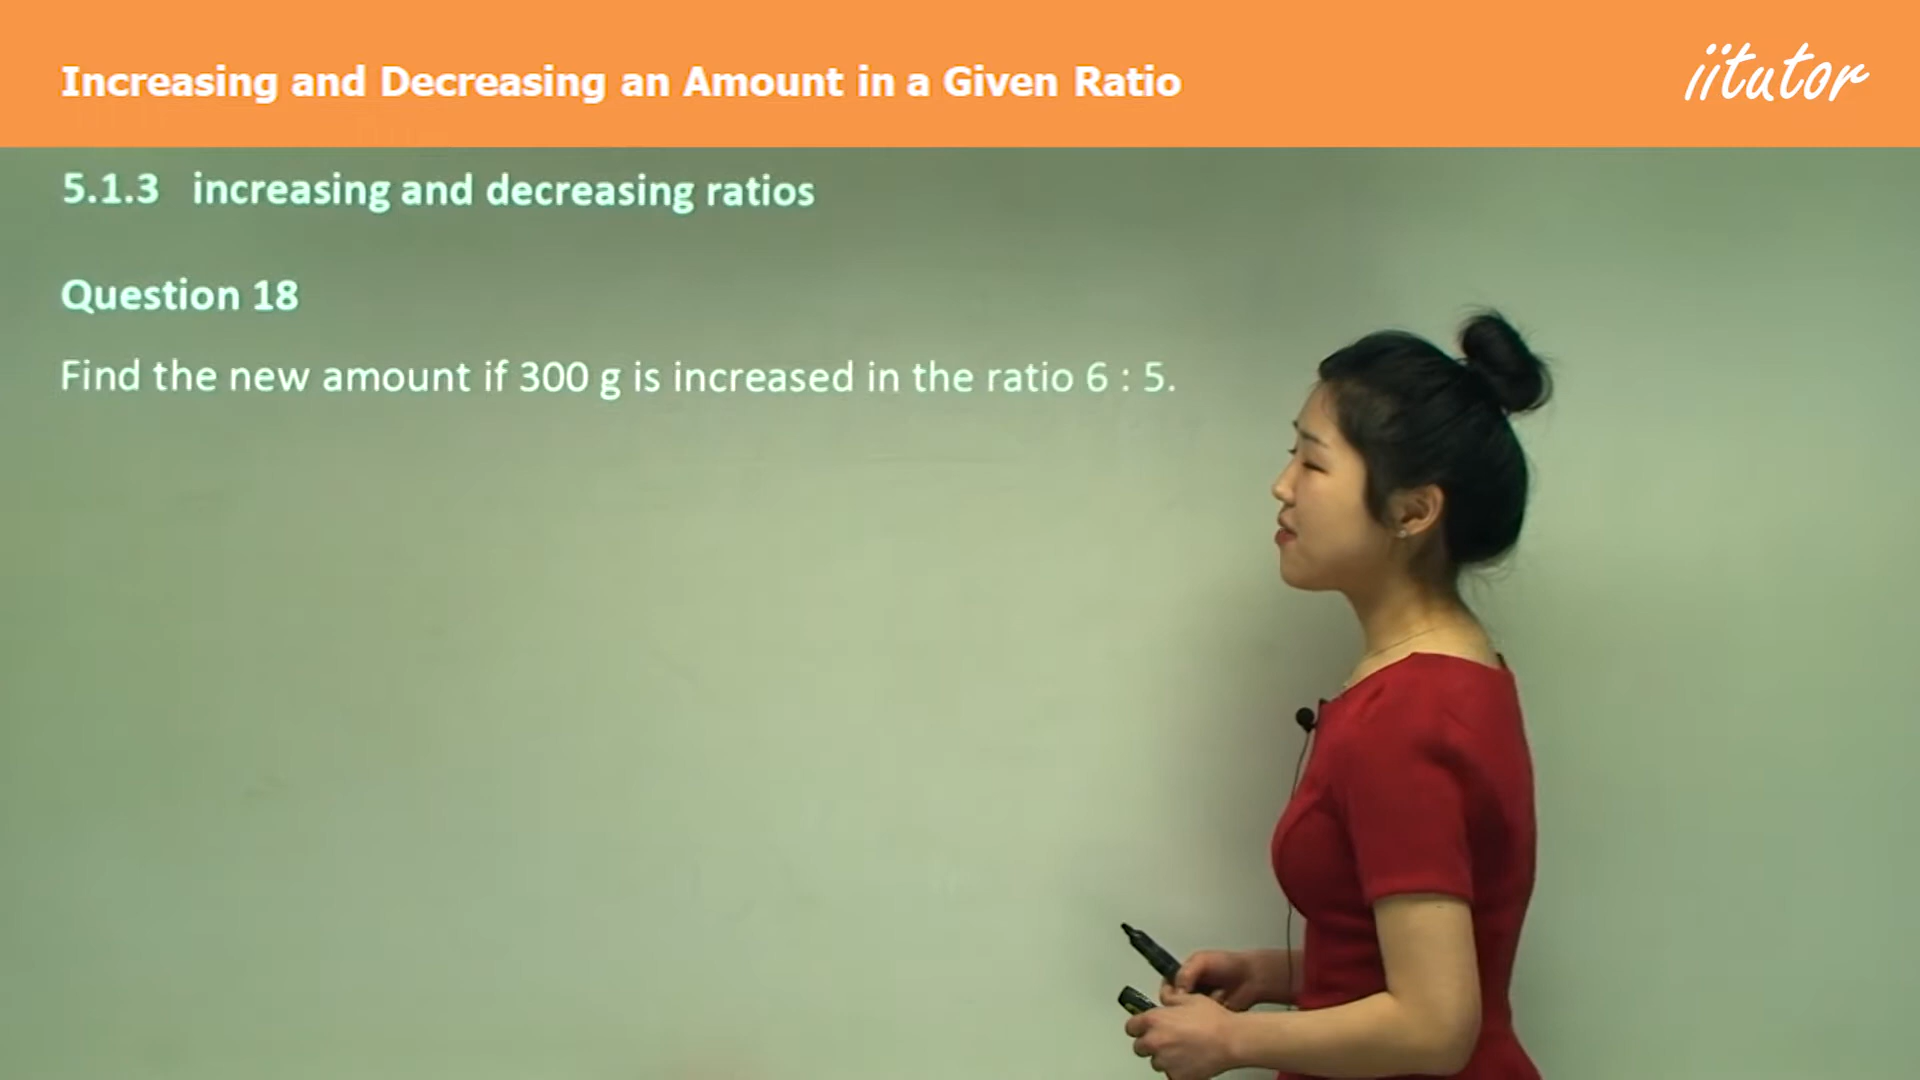 Increasing and Decreasing an Amount in a Given Ratio
iitutor
5.1.3 increasing and decreasing ratios
Question 18
Find the new amount if 300 g is increased in the ratio 6 : 5.